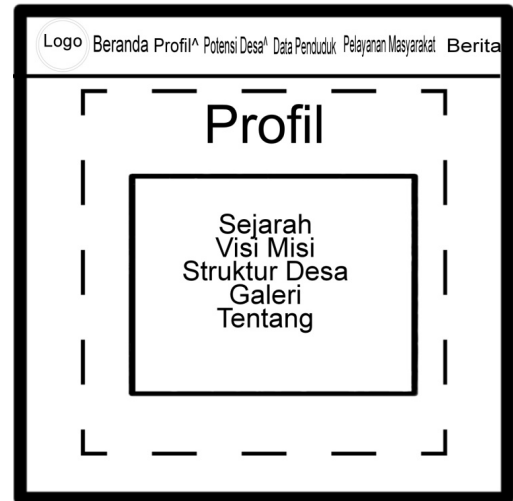 Logo Beranda Profil^ Potensi Desa^ Data Penduduk Pelayanan Masyarakat Berita
Profil
Sejarah
Visi Misi
Struktur Desa
Galeri
Tentang